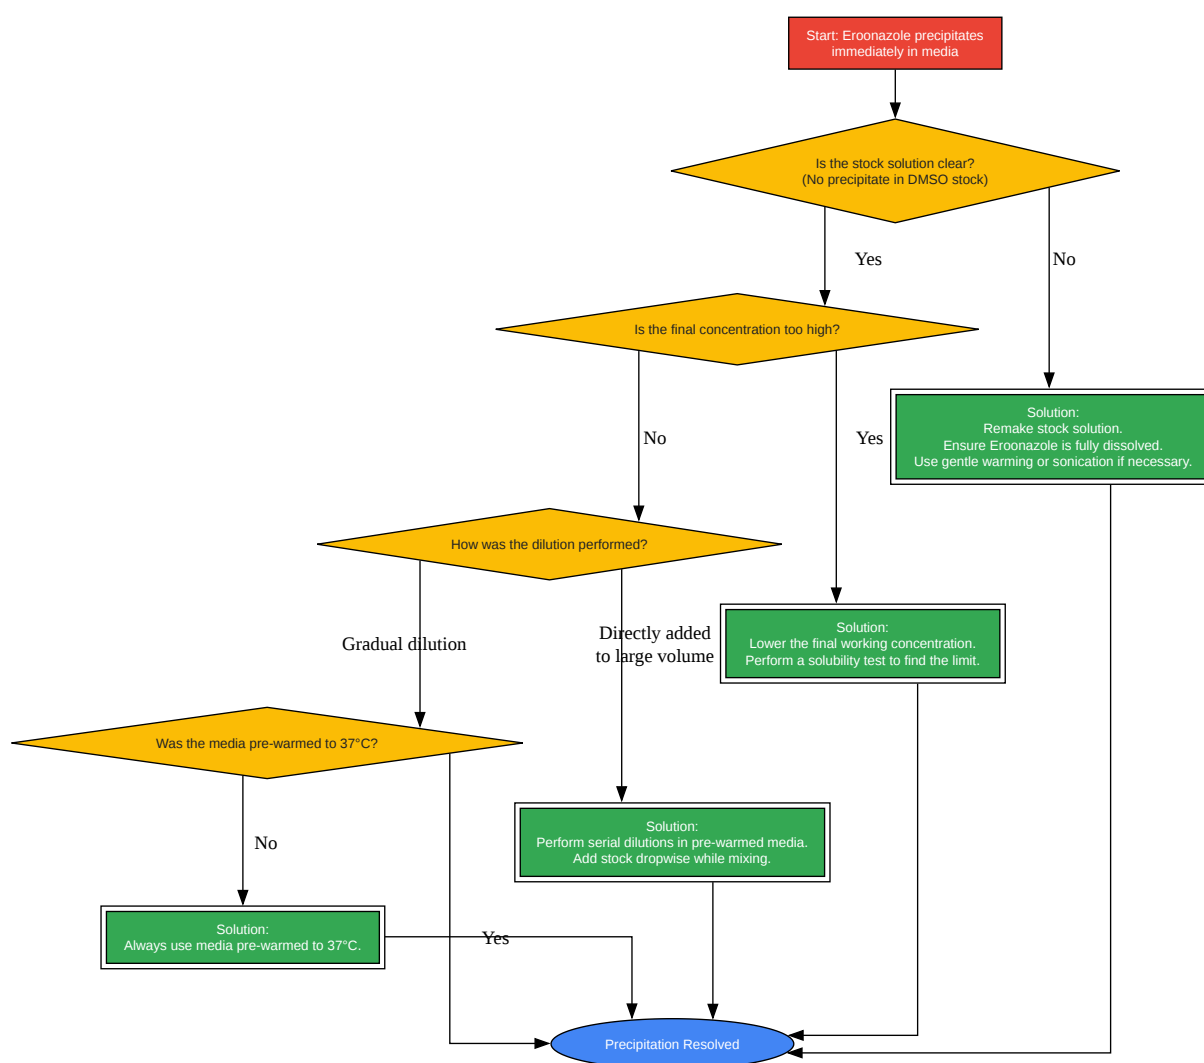 Start: Eroonazole precipitates
immediately in media
Is the stock solution clear?
(No precipitate in DMSO stock)
Yes
No
Is the final concentration too high?
Solution:
Remake stock solution.
Ensure Eroonazole is fully dissolved.
Use gentle warming or sonication if necessary.
No
Yes
How was the dilution performed?
Gradual dilution
Directly added
to large volume
Solution:
Lower the final working concentration.
Perform a solubility test to find the limit.
Was the media pre-warmed to 37°C?
No
Solution:
Perform serial dilutions in pre-warmed media.
Add stock dropwise while mixing.
Solution:
Always use media pre-warmed to 37°C.
Yes
Precipitation Resolved